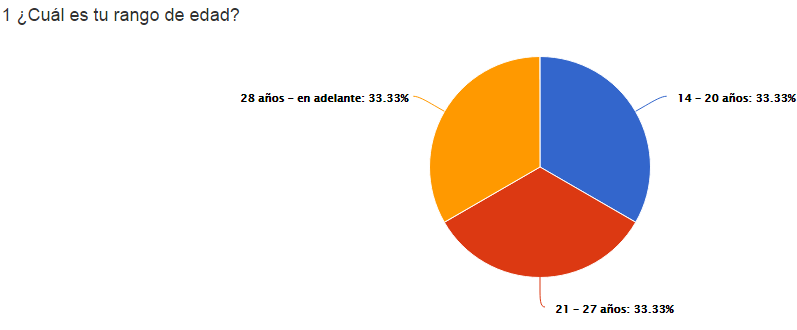 1 ¿Cuál es tu rango de edad?
28 años – en adelante: 33.33%
14 – 20 años: 33.33%
21 – 27 años: 33.33%